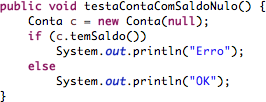 public void testaContaComSaldoNulo() {
    Conta c = new Conta(null);
    if (c.temSaldo())
        System.out.println("Erro");
    else
        System.out.println("OK");
}